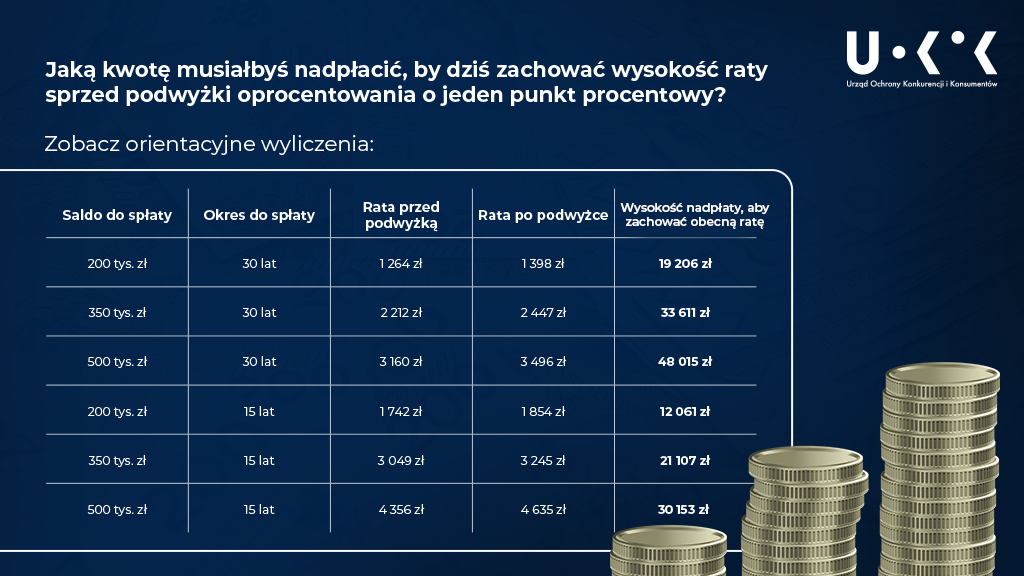 UOKiK
Urząd Ochrony Konkurencji i Konsumentów
Jaką kwotę musiałbyś nadpłacić, by dziś zachować wysokość raty
sprzed podwyżki oprocentowania o jeden punkt procentowy?
Zobacz orientacyjne wyliczenia:
Saldo do spłaty Okres do spłaty Rata przed podwyżką Rata po podwyżce Wysokość nadpłaty, aby zachować obecną ratę
200 tys. zł 30 lat 1 264 zł 1 398 zł 19 206 zł
350 tys. zł 30 lat 2 212 zł 2 447 zł 33 611 zł
500 tys. zł 30 lat 3 160 zł 3 496 zł 48 015 zł
200 tys. zł 15 lat 1 742 zł 1 854 zł 12 061 zł
350 tys. zł 15 lat 3 049 zł 3 245 zł 21 107 zł
500 tys. zł 15 lat 4 356 zł 4 635 zł 30 153 zł